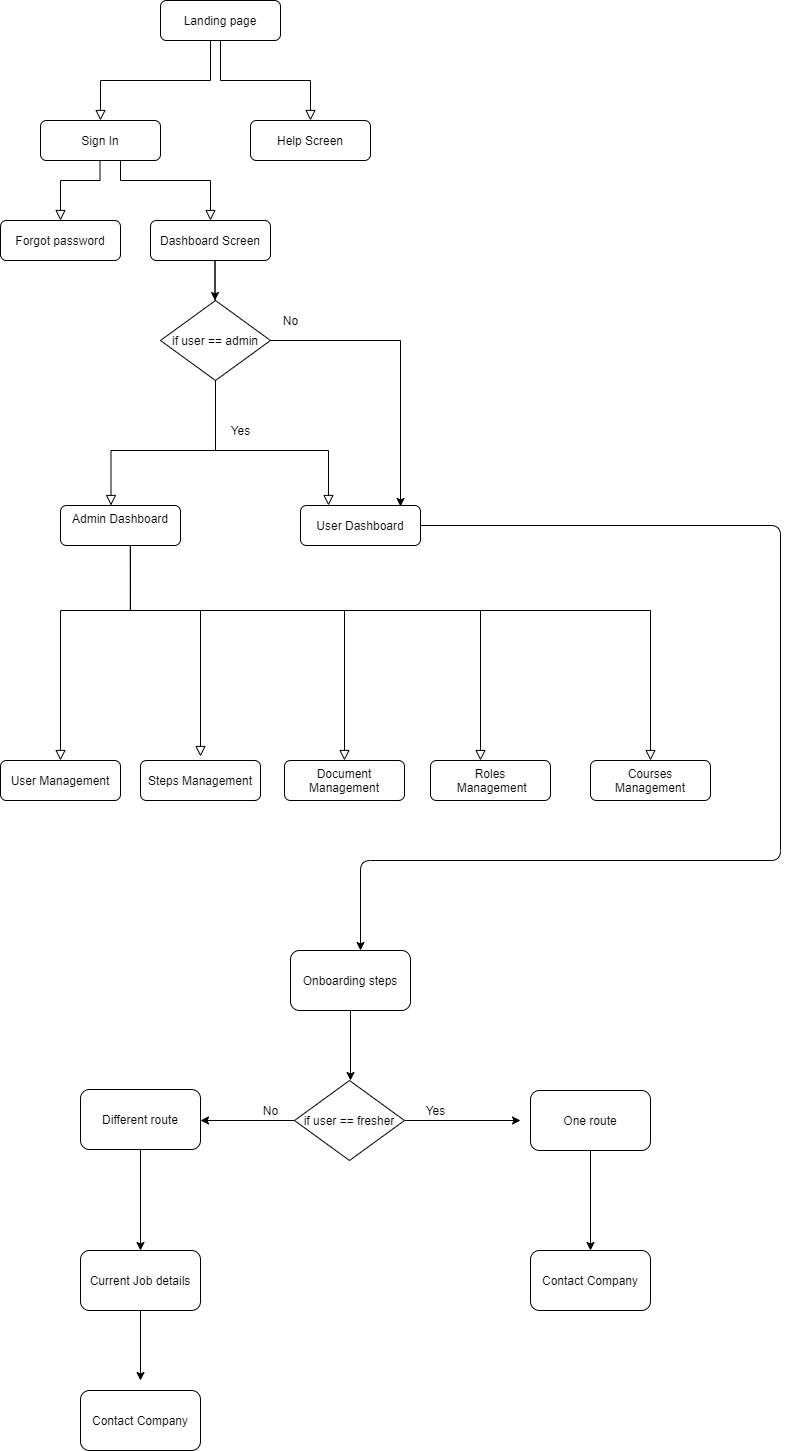 Landing page
Sign In
Help Screen
Forgot password
Dashboard Screen
No
if user == admin
Yes
Admin Dashboard
User Dashboard
User Management
Steps Management
Document
Management
Roles
Management
Courses
Management
Onboarding steps
No
Yes
Different route
if user == fresher
One route
Current Job details
Contact Company
Contact Company